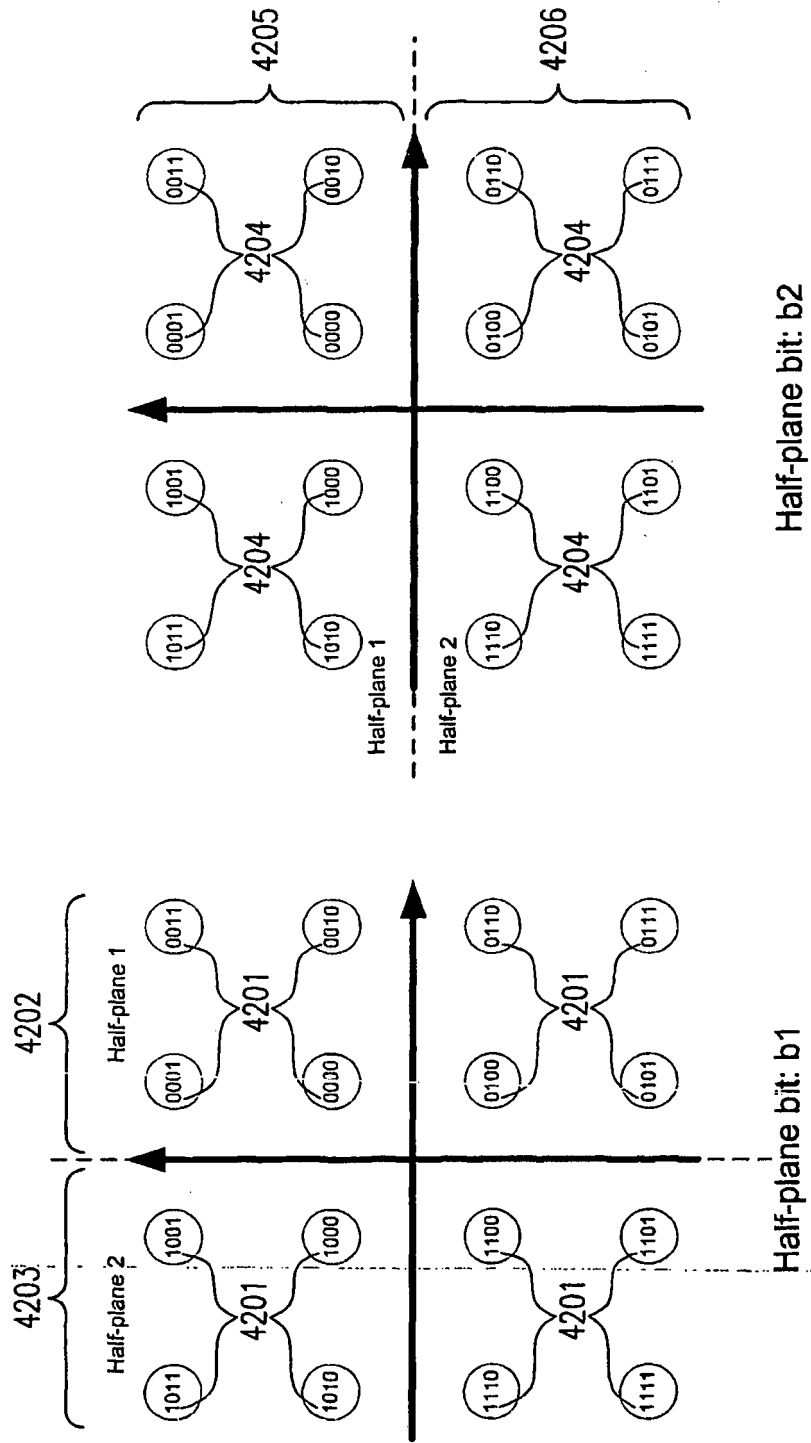 4203 4202
Half-plane 2 Half-plane 1
1011 1001 0001 0011
4201 4201
1010 1000 0000 0010
1110 1100 0100 0110
4201 4201
1111 1101 0101 0111
Half-plane bit: b1
1011 1001 0001 0011
4204 4204 4205
1010 1000 0000 0010
Half-plane 1
Half-plane 2
1110 1100 0100 0110
4204 4204 4206
1111 1101 0101 0111
Half-plane bit: b2